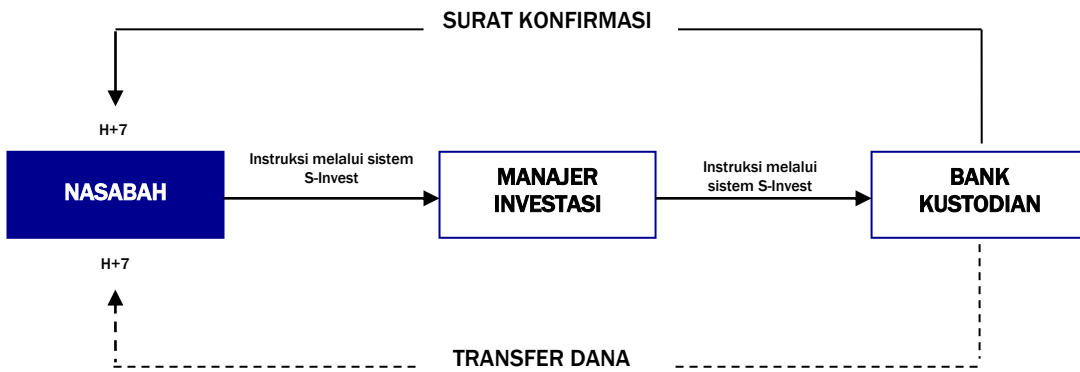 SURAT KONFIRMASI
H+7
Instruksi melalui sistem
S-Invest
Instruksi melalui
sistem S-Invest
NASABAH
MANAJER
INVESTASI
BANK
KUSTODIAN
H+7
TRANSFER DANA